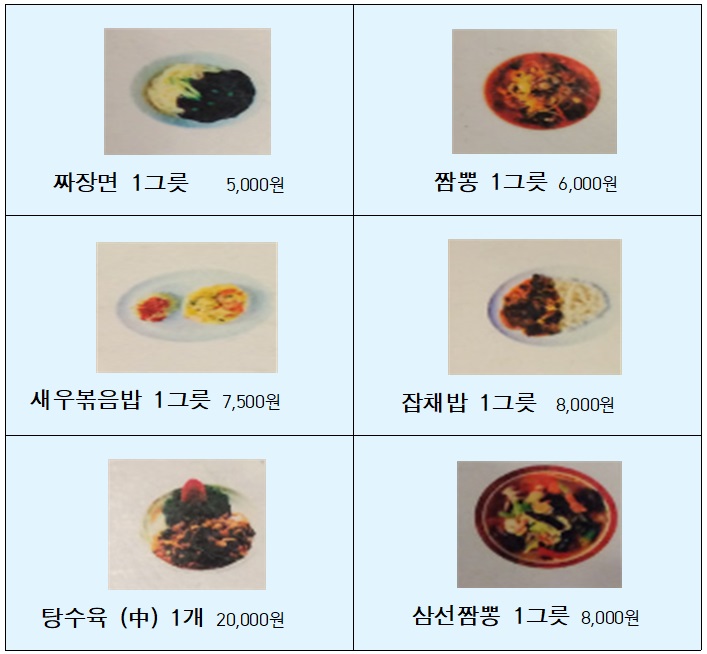 짜장면 1그릇 5,000원
짬뽕 1그릇 6,000원
새우볶음밥 1그릇 7,500원
잡채밥 1그릇 8,000원
탕수육 (中) 1개 20,000원
삼선짬뽕 1그릇 8,000원